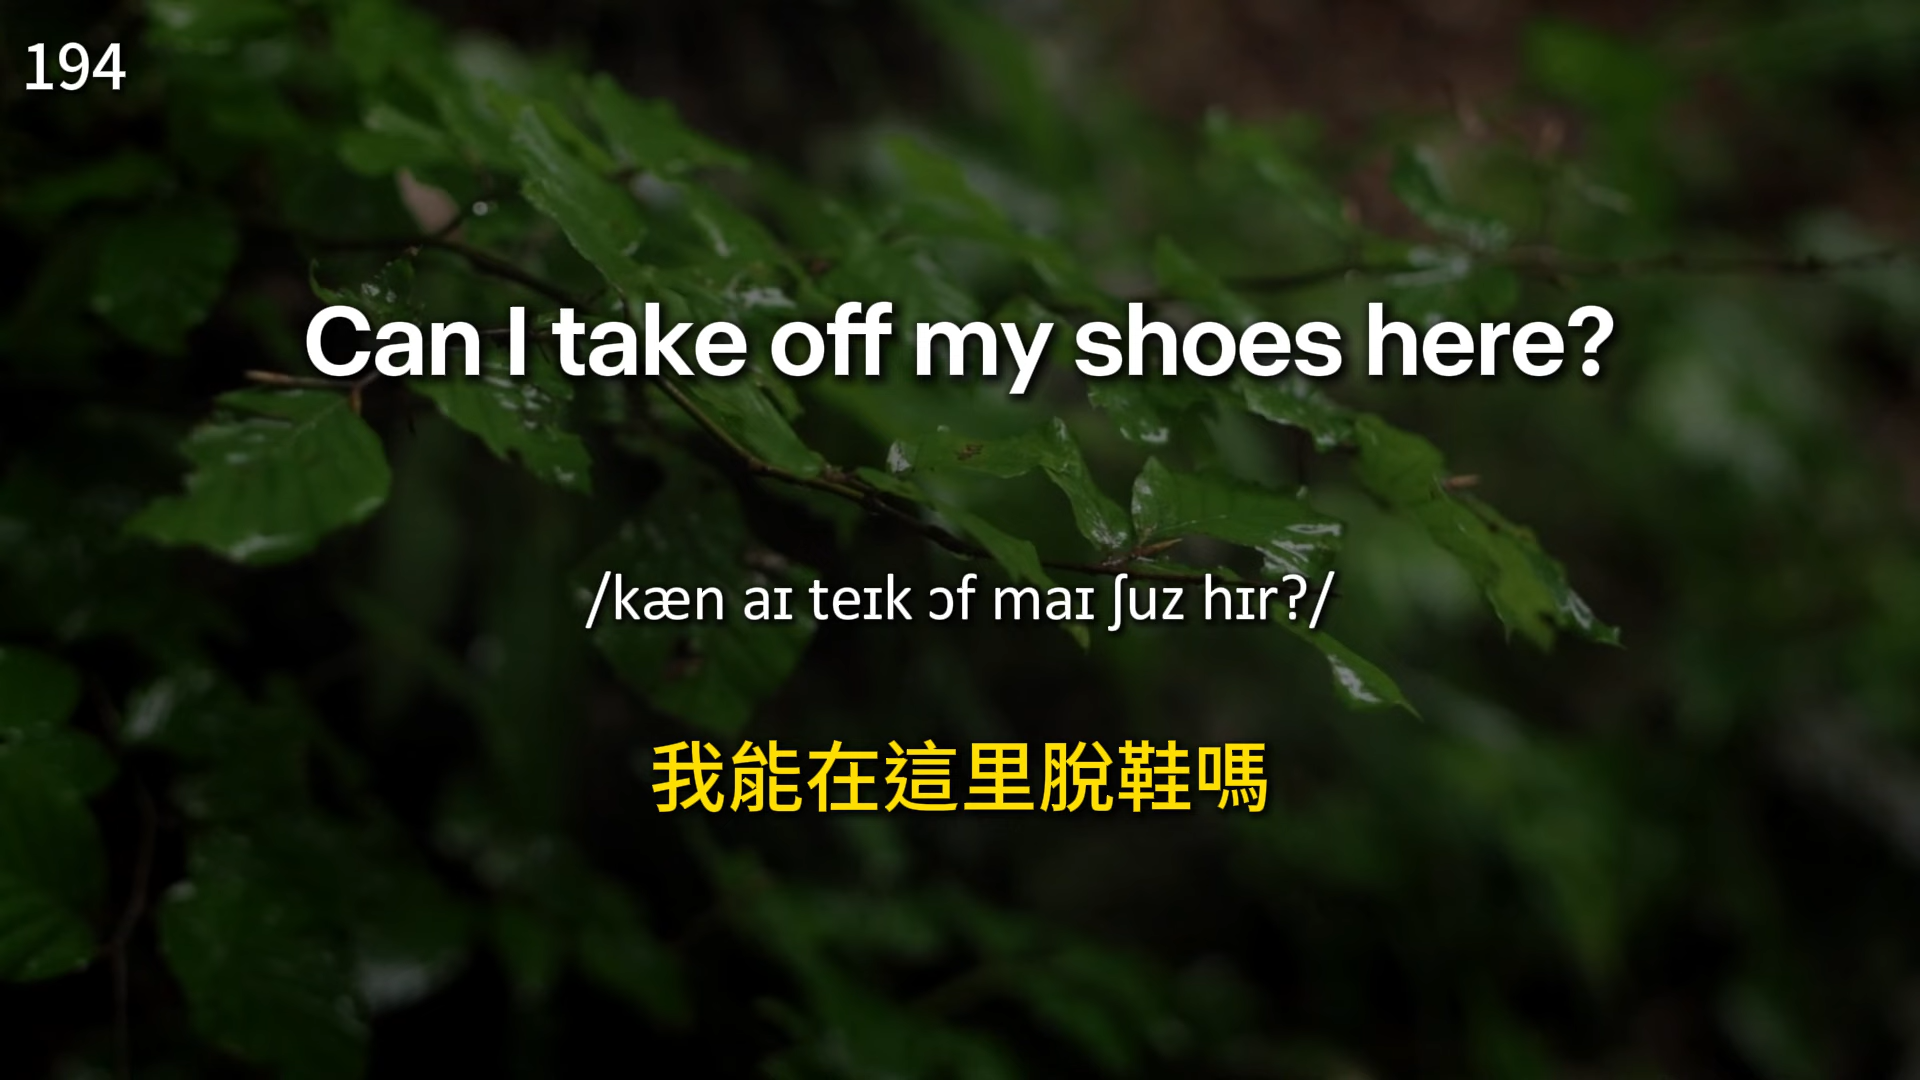 194
Can I take off my shoes here?
/kæn aɪ teɪk ɔf maɪ ʃuz hɪr?/
我能在這里脫鞋嗎